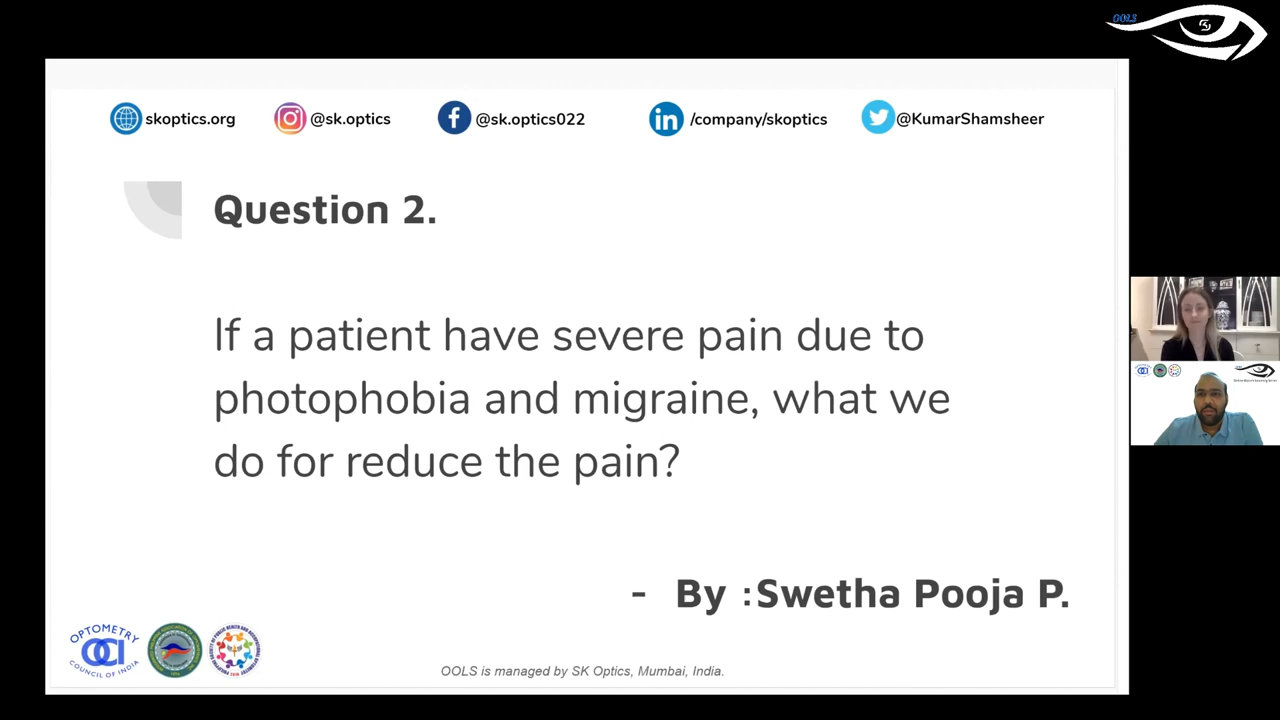 OOLS
skoptics.org @sk.optics @sk.optics022 /company/skoptics @KumarShamsheer
Question 2.
If a patient have severe pain due to
photophobia and migraine, what we
do for reduce the pain?
- By :Swetha Pooja P.
OPTOMETRY
OCI
COUNCIL OF INDIA
OOLS is managed by SK Optics, Mumbai, India.